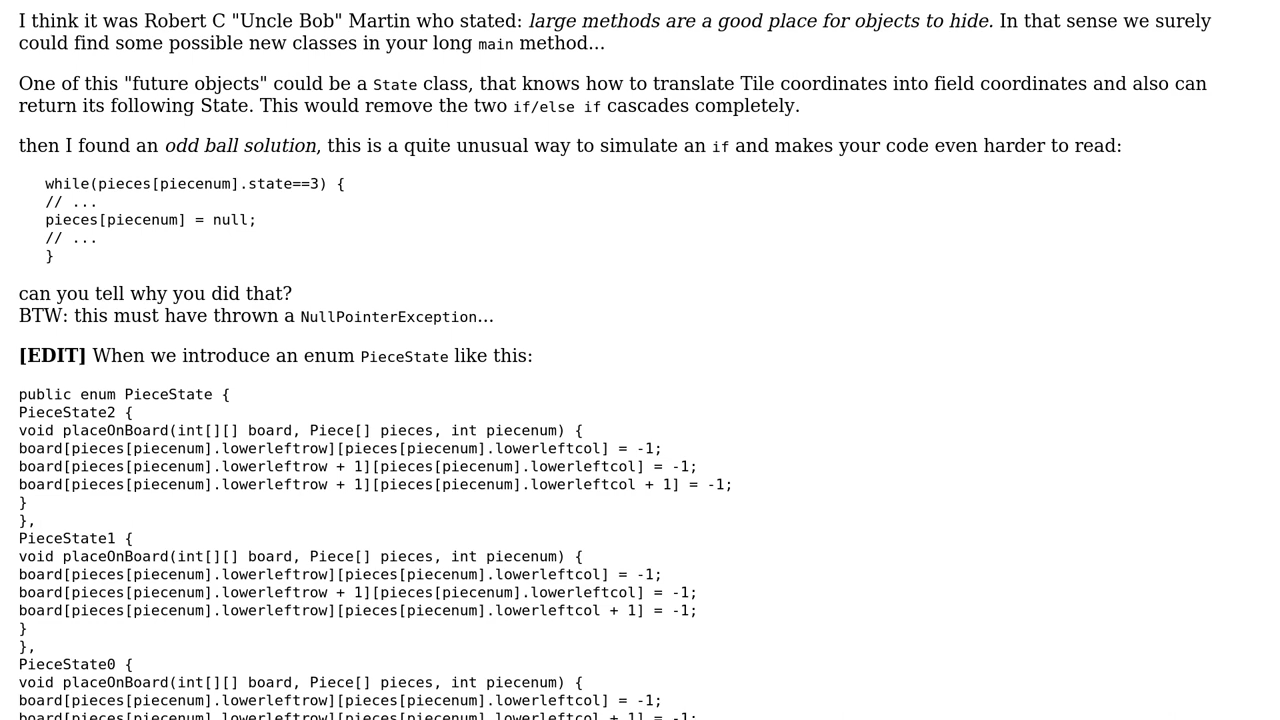 I think it was Robert C "Uncle Bob" Martin who stated: large methods are a good place for objects to hide. In that sense we surely
could find some possible new classes in your long main method...
One of this "future objects" could be a State class, that knows how to translate Tile coordinates into field coordinates and also can
return its following State. This would remove the two if/else if cascades completely.
then I found an odd ball solution, this is a quite unusual way to simulate an if and makes your code even harder to read:
while(pieces[piecenum].state==3) {
// ...
pieces[piecenum] = null;
// ...
}
can you tell why you did that?
BTW: this must have thrown a NullPointerException...
[EDIT] When we introduce an enum PieceState like this:
public enum PieceState {
PieceState2 {
void placeOnBoard(int[][] board, Piece[] pieces, int piecenum) {
board[pieces[piecenum].lowerleftrow][pieces[piecenum].lowerleftcol] = -1;
board[pieces[piecenum].lowerleftrow + 1][pieces[piecenum].lowerleftcol] = -1;
board[pieces[piecenum].lowerleftrow + 1][pieces[piecenum].lowerleftcol + 1] = -1;
}
},
PieceState1 {
void placeOnBoard(int[][] board, Piece[] pieces, int piecenum) {
board[pieces[piecenum].lowerleftrow][pieces[piecenum].lowerleftcol] = -1;
board[pieces[piecenum].lowerleftrow + 1][pieces[piecenum].lowerleftcol] = -1;
board[pieces[piecenum].lowerleftrow][pieces[piecenum].lowerleftcol + 1] = -1;
}
},
PieceState0 {
void placeOnBoard(int[][] board, Piece[] pieces, int piecenum) {
board[pieces[piecenum].lowerleftrow][pieces[piecenum].lowerleftcol] = -1;
board[pieces[piecenum].lowerleftrow][pieces[piecenum].lowerleftcol + 1] = -1;